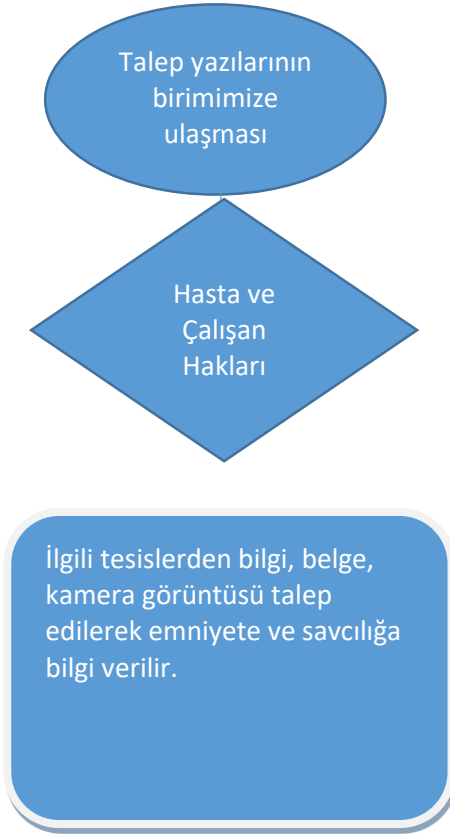 Talep yazılarının
birimimize
ulaşması
Hasta ve
Çalışan
Hakları
İlgili tesislerden bilgi, belge,
kamera görüntüsü talep
edilerek emniyete ve savcılığa
bilgi verilir.